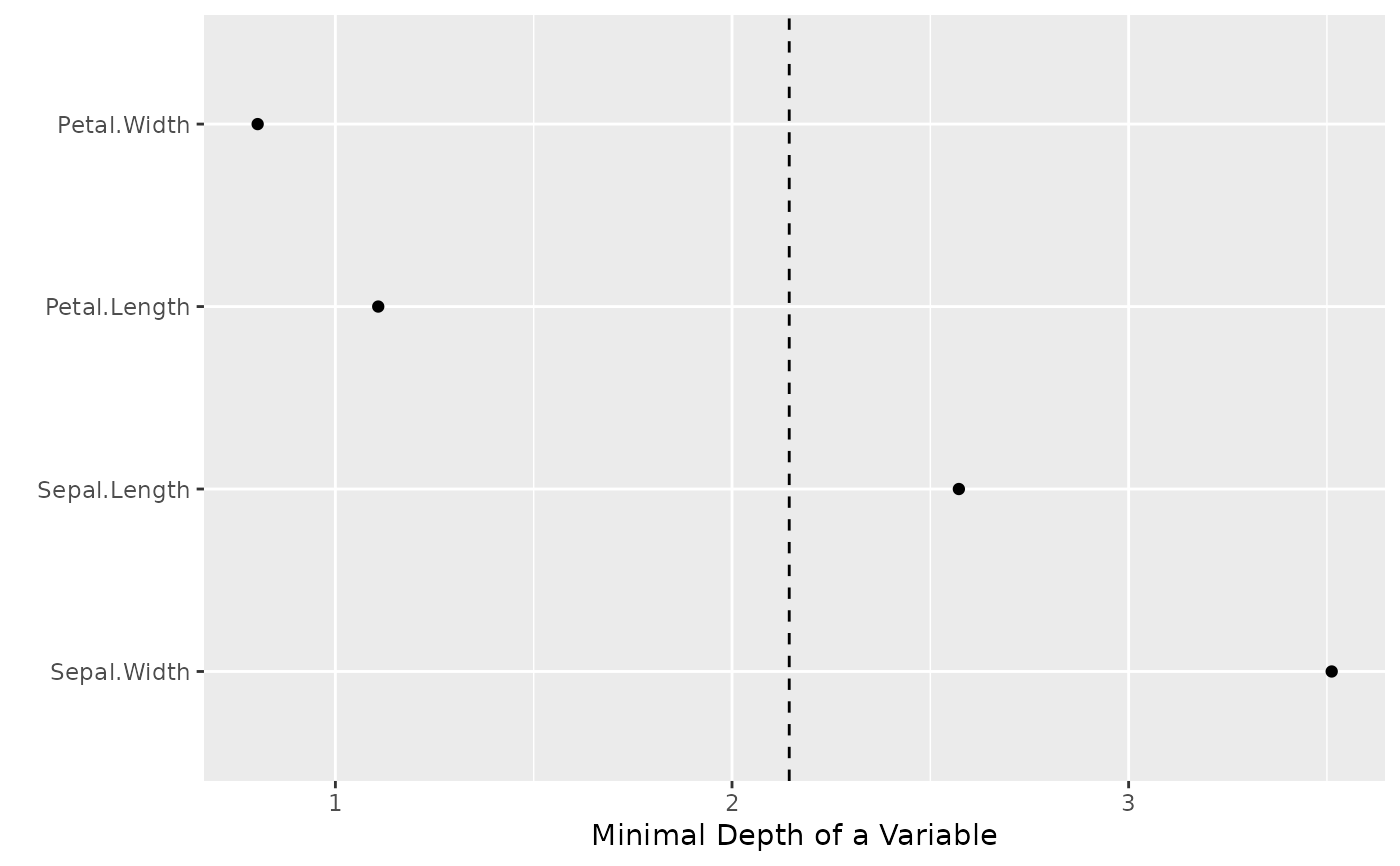 Petal.Width
Petal.Length
Sepal.Length
Sepal.Width
1 2 3
Minimal Depth of a Variable